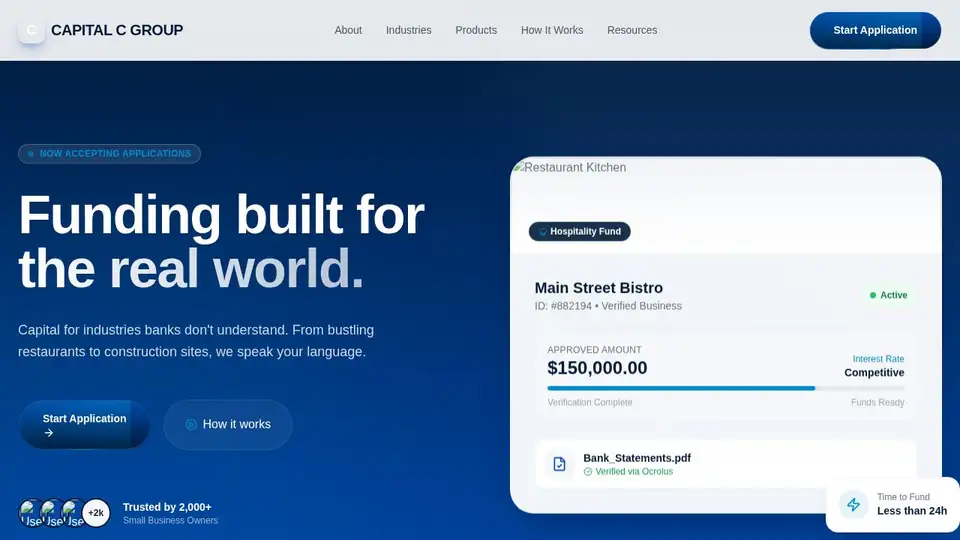 C CAPITAL C GROUP
About
Industries
Products
How It Works
Resources
Start Application
NOW ACCEPTING APPLICATIONS
Funding built for
the real world.
Capital for industries banks don't understand. From bustling
restaurants to construction sites, we speak your language.
Start Application
→
How it works
Use
Use
Use
+2k
Trusted by 2,000+
Small Business Owners
Restaurant Kitchen
Hospitality Fund
Main Street Bistro
ID: #882194 • Verified Business
Active
APPROVED AMOUNT
$150,000.00
Interest Rate
Competitive
Verification Complete
Funds Ready
Bank_Statements.pdf
Verified via Ocrolus
Time to Fund
Less than 24h